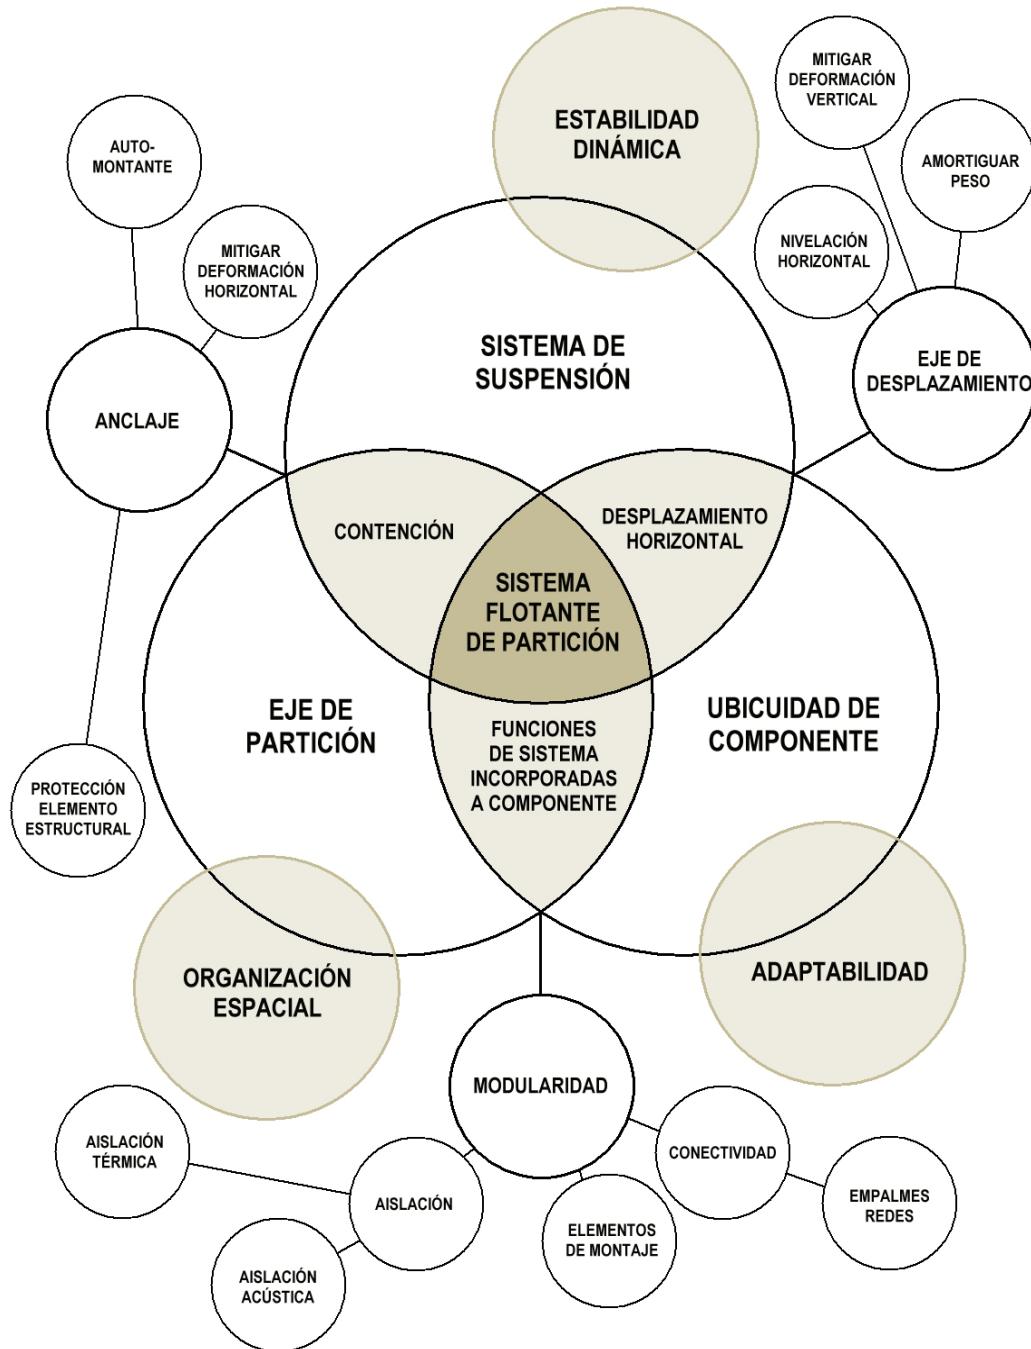 MITIGAR
DEFORMACIÓN
VERTICAL
ESTABILIDAD
DINÁMICA
AUTO-
MONTANTE
AMORTIGUAR
PESO
MITIGAR
DEFORMACIÓN
HORIZONTAL
NIVELACIÓN
HORIZONTAL
SISTEMA DE
SUSPENSIÓN
EJE DE
DESPLAZAMIENTO
ANCLAJE
CONTENCIÓN
DESPLAZAMIENTO
HORIZONTAL
SISTEMA
FLOTANTE
DE PARTICIÓN
EJE DE
PARTICIÓN
UBICUIDAD DE
COMPONENTE
FUNCIONES
DE SISTEMA
INCORPORADAS
A COMPONENTE
PROTECCIÓN
ELEMENTO
ESTRUCTURAL
ORGANIZACIÓN
ESPACIAL
ADAPTABILIDAD
MODULARIDAD
AISLACIÓN
TÉRMICA
CONECTIVIDAD
AISLACIÓN
EMPALMES
REDES
ELEMENTOS
DE MONTAJE
AISLACIÓN
ACÚSTICA